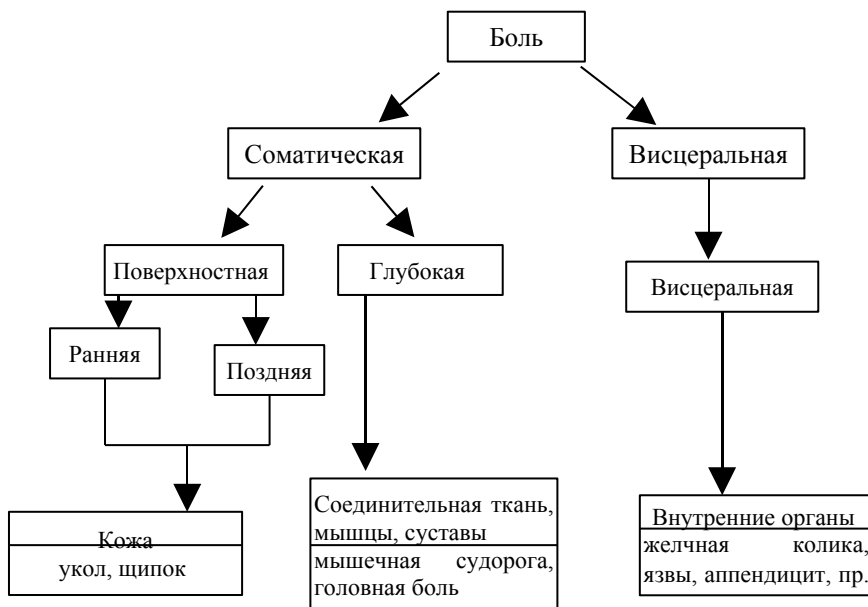 Боль
Соматическая
Висцеральная
Поверхностная
Глубокая
Висцеральная
Ранняя
Поздняя
Кожа
укол, щипок
Соединительная ткань,
мышцы, суставы
мышечная судорога,
головная боль
Внутренние органы
желчная колика,
язвы, аппендицит, пр.